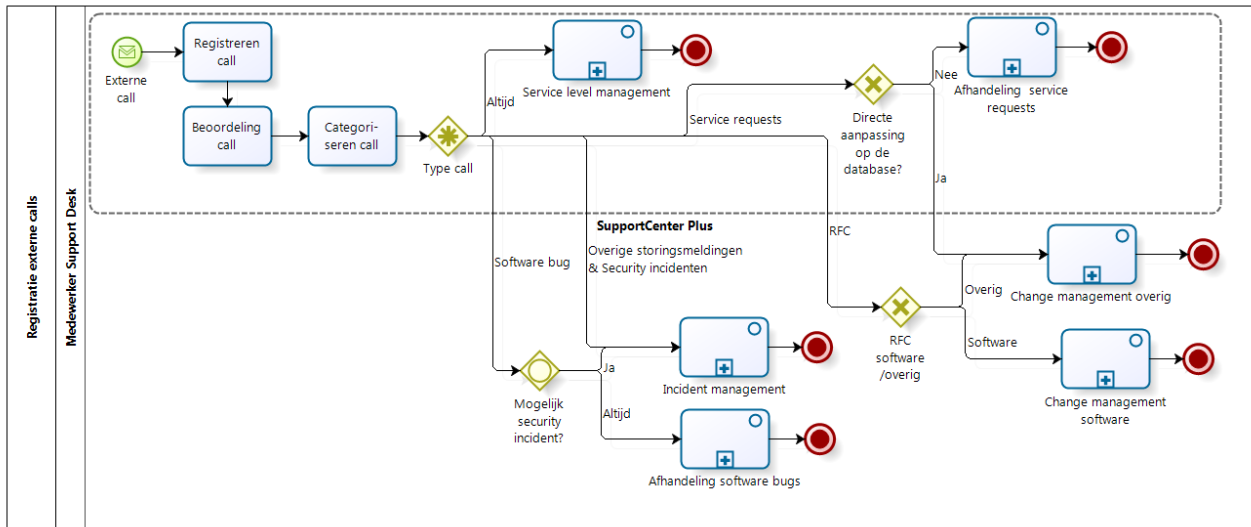 Registratie externe calls
Medewerker Support Desk
Externe
call
Registreren
call
Beoordeling
call
Categori-
seren call
Type call
Altijd
Service level management
Service requests
Directe
aanpassing
op de
database?
Nee
Afhandeling service
requests
Ja
SupportCenter Plus
Software bug
Overige storingsmeldingen
& Security incidenten
RFC
Overig
Change management overig
RFC
software
/overig
Software
Change management
software
Mogelijk
security
incident?
Ja
Incident management
Altijd
Afhandeling software bugs